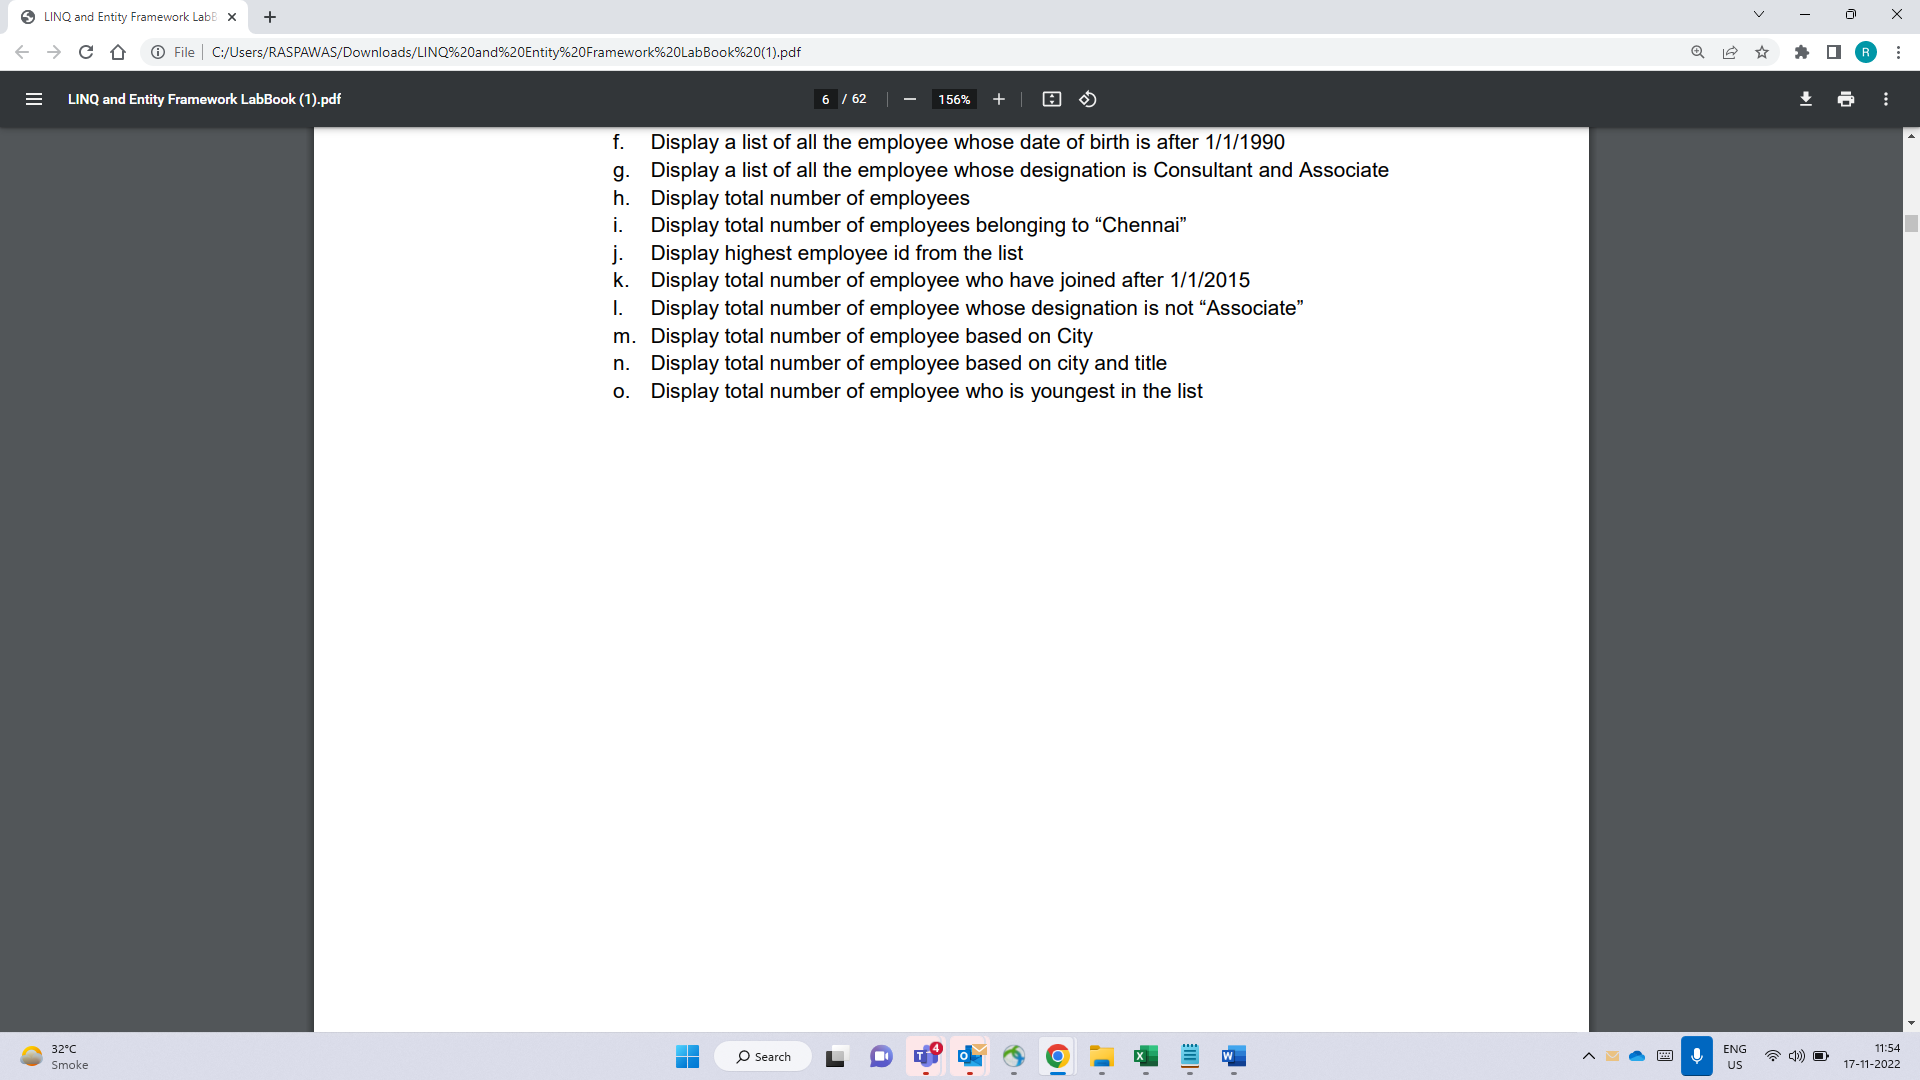 LINQ and Entity Framework LabB
File
C:/Users/RASPAWAS/Downloads/LINQ%20and%20Entity%20Framework%20LabBook%20(1).pdf
R
LINQ and Entity Framework LabBook (1).pdf
6 / 62
156%
f. Display a list of all the employee whose date of birth is after 1/1/1990
g. Display a list of all the employee whose designation is Consultant and Associate
h. Display total number of employees
i. Display total number of employees belonging to “Chennai”
j. Display highest employee id from the list
k. Display total number of employee who have joined after 1/1/2015
l. Display total number of employee whose designation is not “Associate”
m. Display total number of employee based on City
n. Display total number of employee based on city and title
o. Display total number of employee who is youngest in the list
32°C
Smoke
Search
4
ENG
US
11:54
17-11-2022